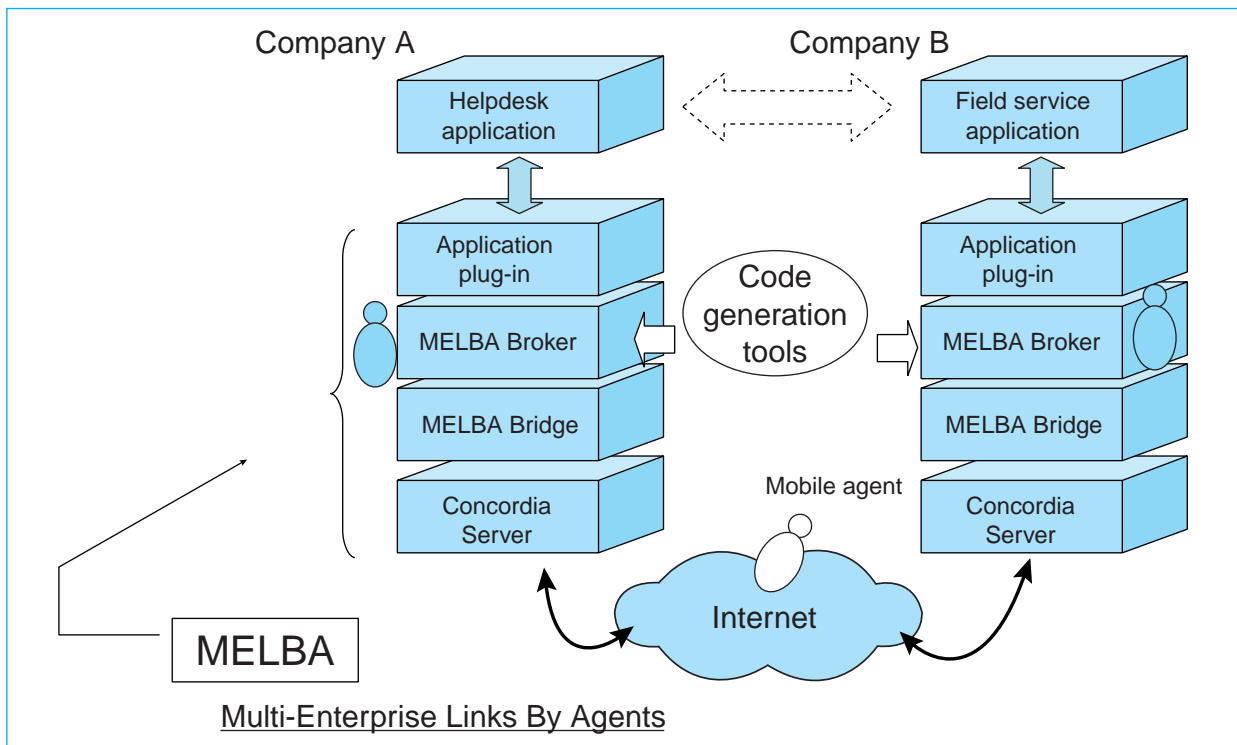 Company A
Company B
Helpdesk
application
Field service
application
Application
plug-in
Application
plug-in
Code
generation
tools
MELBA Broker
MELBA Broker
MELBA Bridge
MELBA Bridge
Mobile agent
Concordia
Server
Concordia
Server
Internet
MELBA
Multi-Enterprise Links By Agents